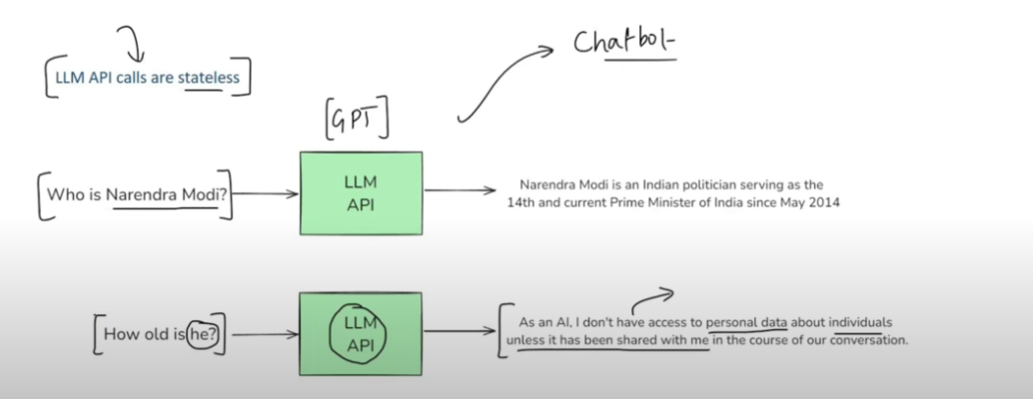 Chatbot
LLM API calls are stateless
[GPT]
Who is Narendra Modi?
LLM
API
Narendra Modi is an Indian politician serving as the
14th and current Prime Minister of India since May 2014
How old is he?
LLM
API
As an AI, I don't have access to personal data about individuals
unless it has been shared with me in the course of our conversation.